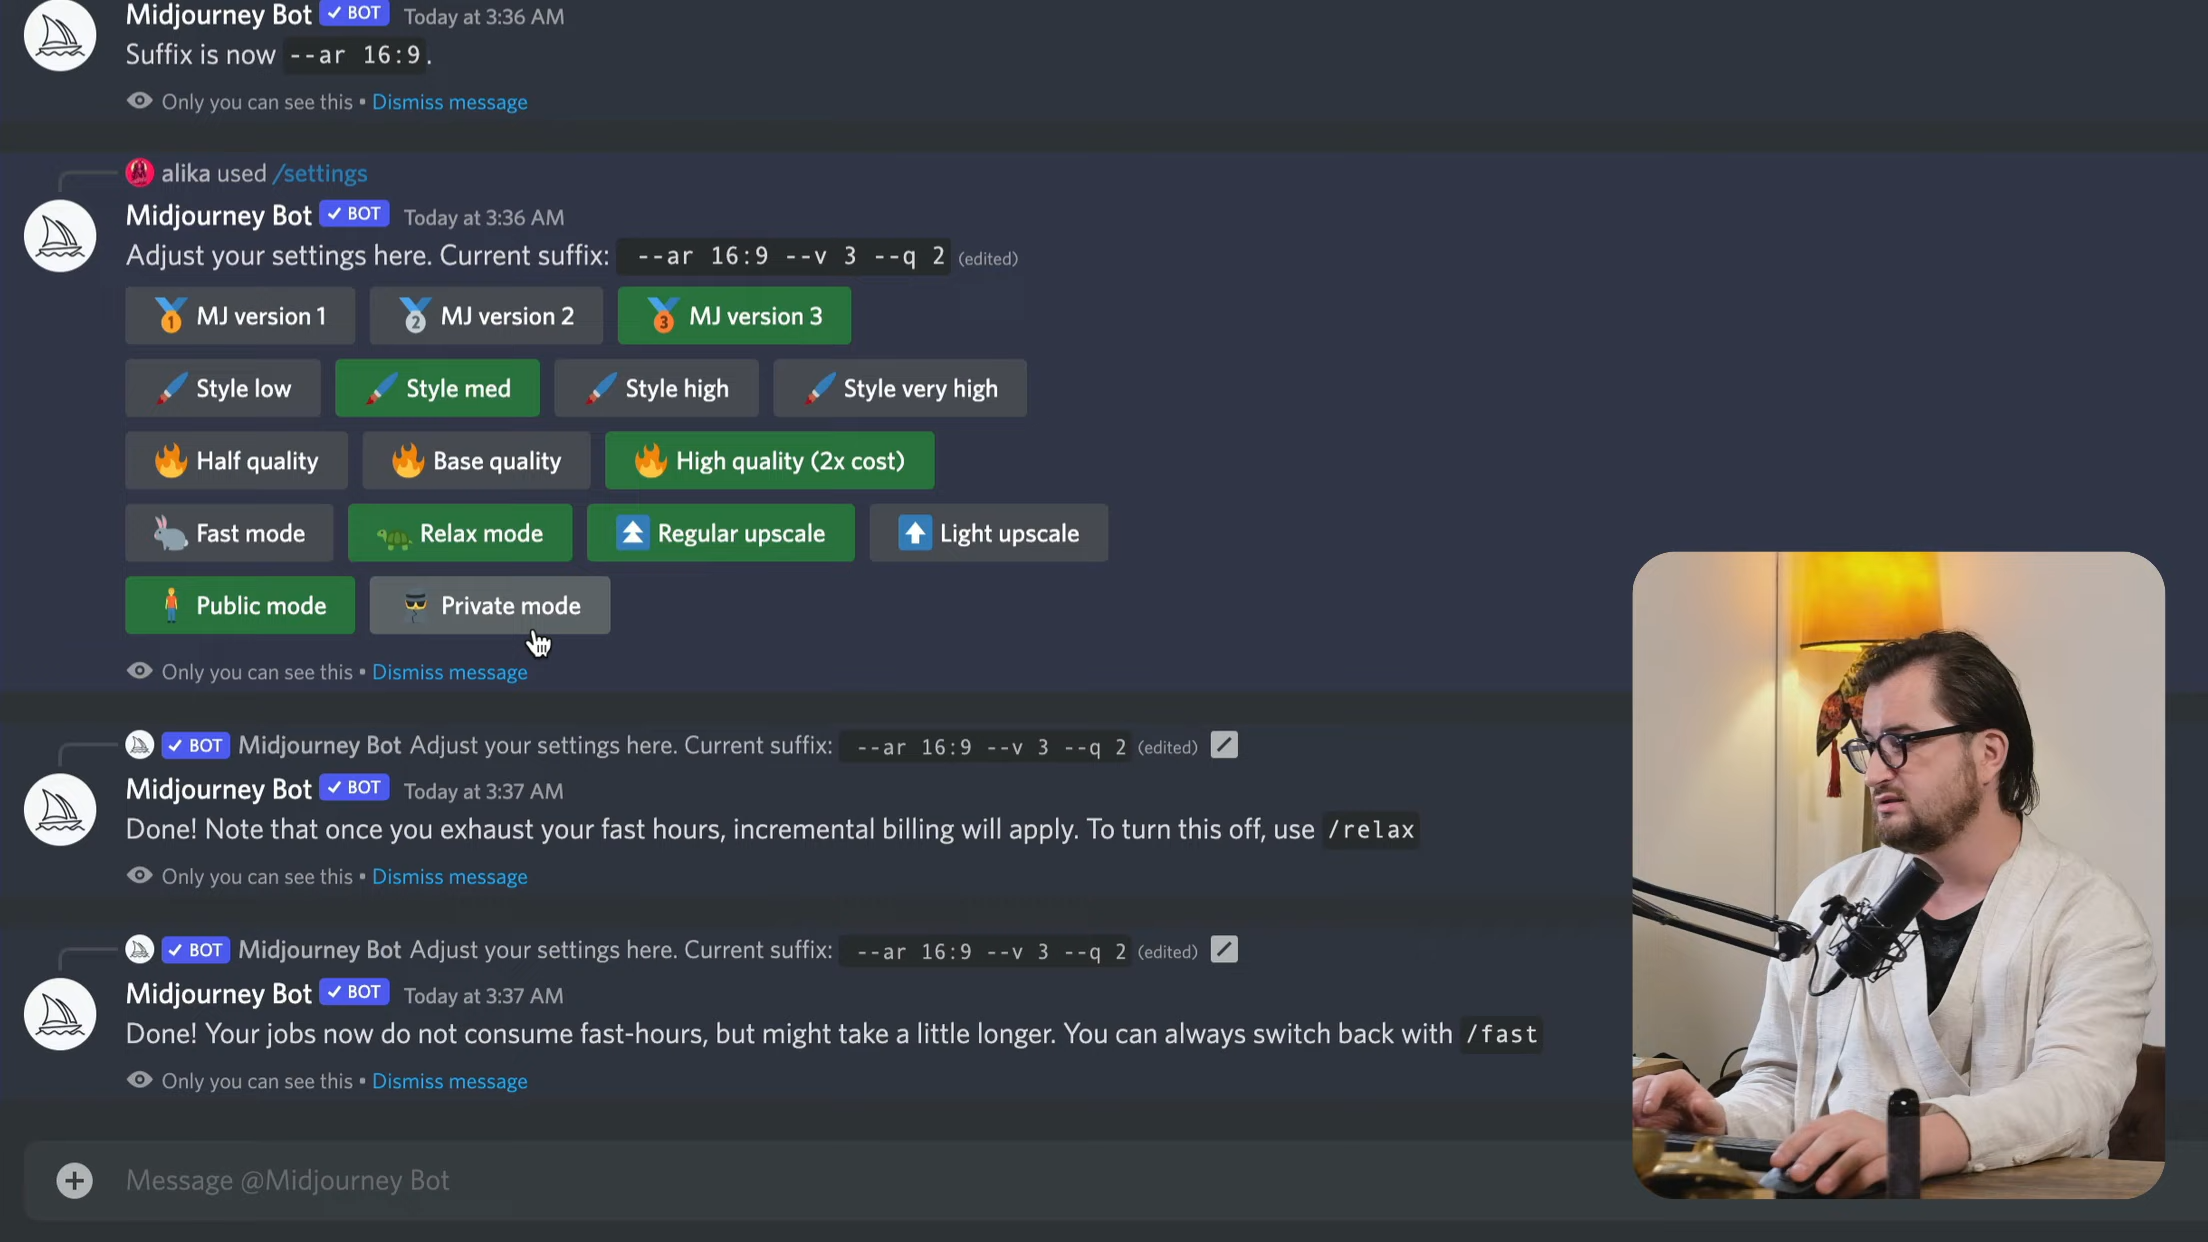 Midjourney Bot ✓ BOT Today at 3:36 AM
Suffix is now --ar 16:9.
Only you can see this • Dismiss message
alika used /settings
Midjourney Bot ✓ BOT Today at 3:36 AM
Adjust your settings here. Current suffix: --ar 16:9 --v 3 --q 2 (edited)
1 MJ version 1 2 MJ version 2 3 MJ version 3
Style low Style med Style high Style very high
Half quality Base quality High quality (2x cost)
Fast mode Relax mode Regular upscale Light upscale
Public mode Private mode
Only you can see this • Dismiss message
✓ BOT Midjourney Bot Adjust your settings here. Current suffix: --ar 16:9 --v 3 --q 2 (edited)
Midjourney Bot ✓ BOT Today at 3:37 AM
Done! Note that once you exhaust your fast hours, incremental billing will apply. To turn this off, use /relax
Only you can see this • Dismiss message
✓ BOT Midjourney Bot Adjust your settings here. Current suffix: --ar 16:9 --v 3 --q 2 (edited)
Midjourney Bot ✓ BOT Today at 3:37 AM
Done! Your jobs now do not consume fast-hours, but might take a little longer. You can always switch back with /fast
Only you can see this • Dismiss message
Message @Midjourney Bot